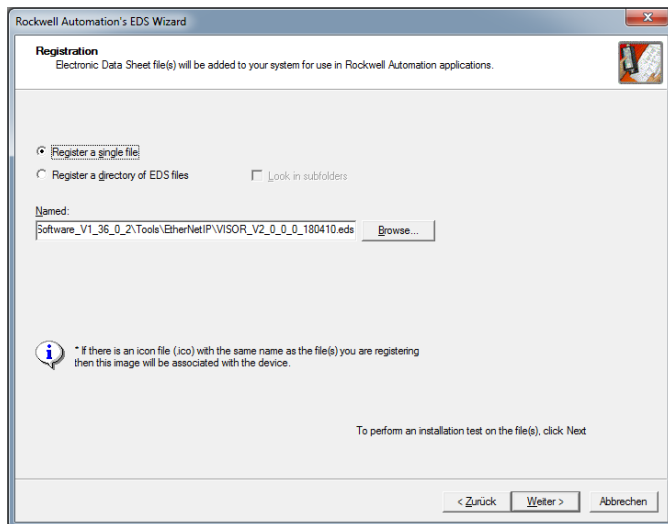 Rockwell Automation's EDS Wizard
Registration
Electronic Data Sheet file(s) will be added to your system for use in Rockwell Automation applications.
Register a single file
Register a directory of EDS files Look in subfolders
Named:
Software_V1_36_0_2\Tools\EtherNetIP\VISOR_V2_0_0_0_180410.eds Browse...
* If there is an icon file (.ico) with the same name as the file(s) you are registering
then this image will be associated with the device.
To perform an installation test on the file(s), click Next
< Zurück Weiter > Abbrechen